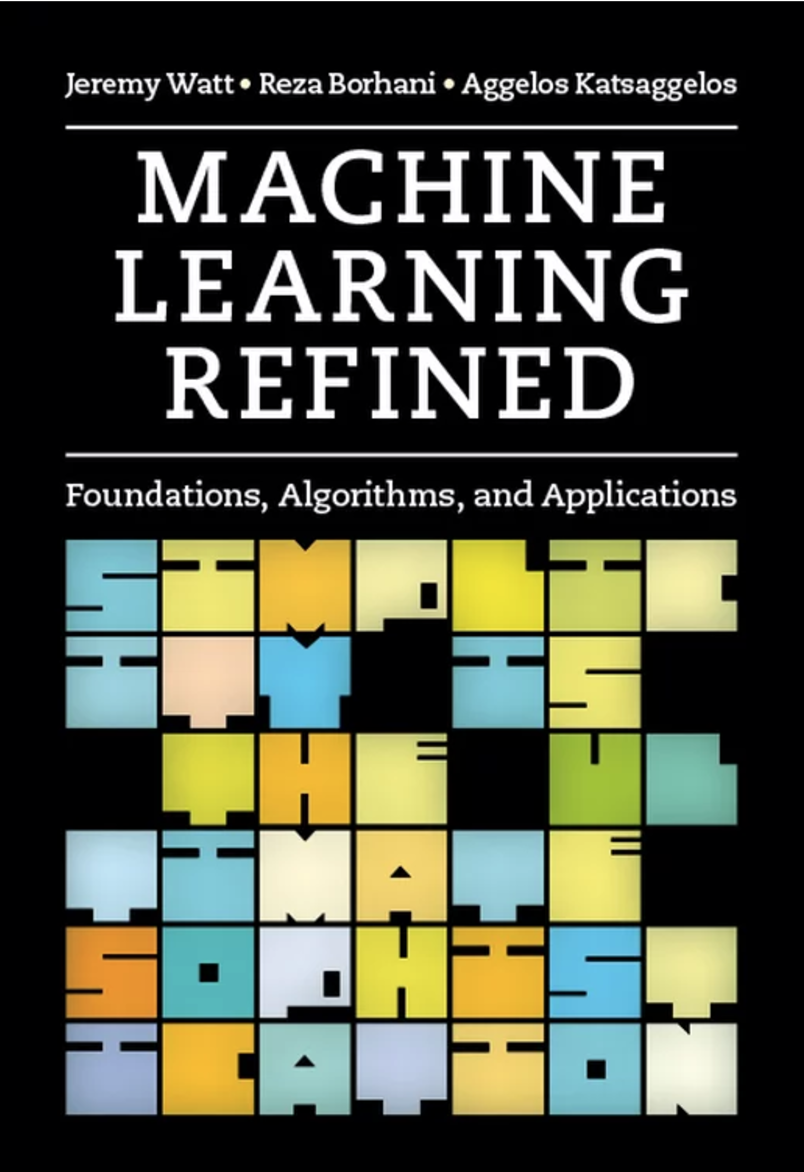 Jeremy Watt • Reza Borhani • Aggelos Katsaggelos
MACHINE
LEARNING
REFINED
Foundations, Algorithms, and Applications
SIMPLIC
ITY IS
THE UL
TIMATE
SOPHIST
ICATION